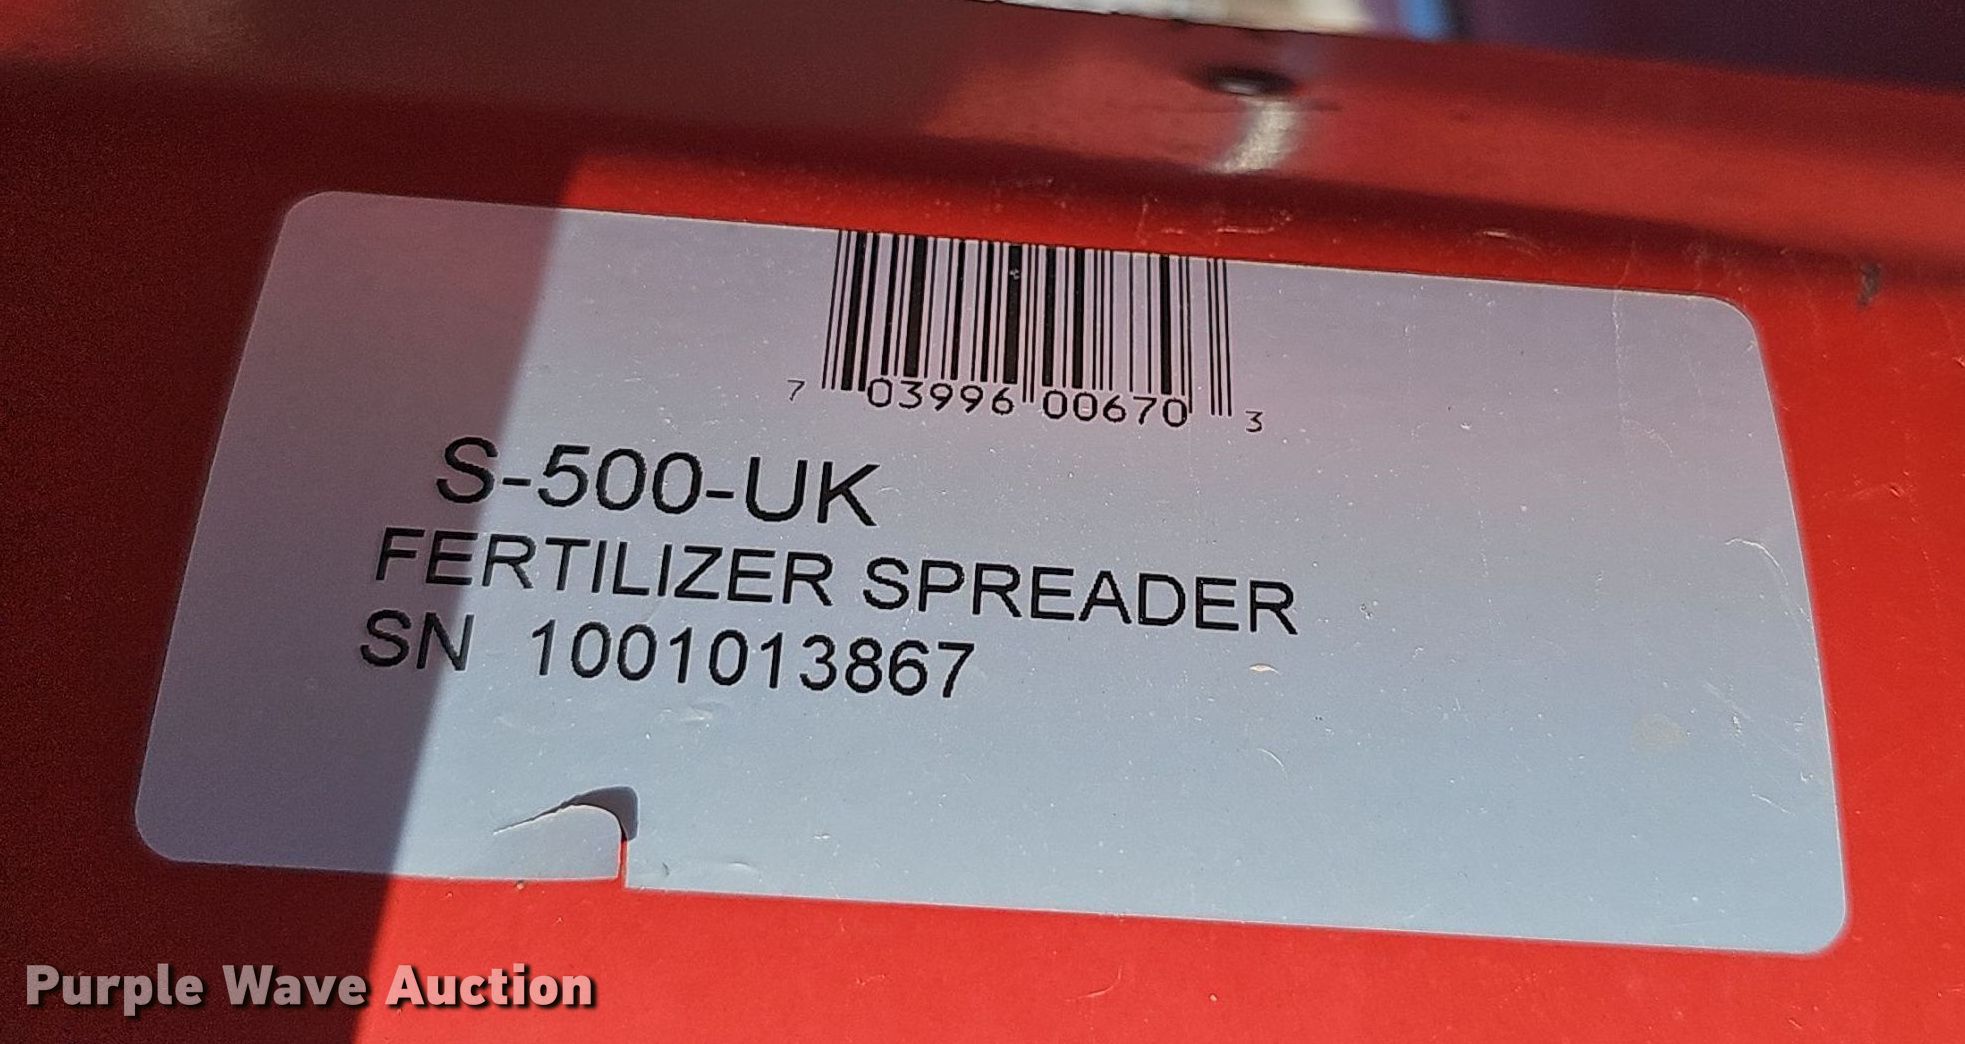 7 03996 00670 3
S-500-UK
FERTILIZER SPREADER
SN 1001013867
Purple Wave Auction